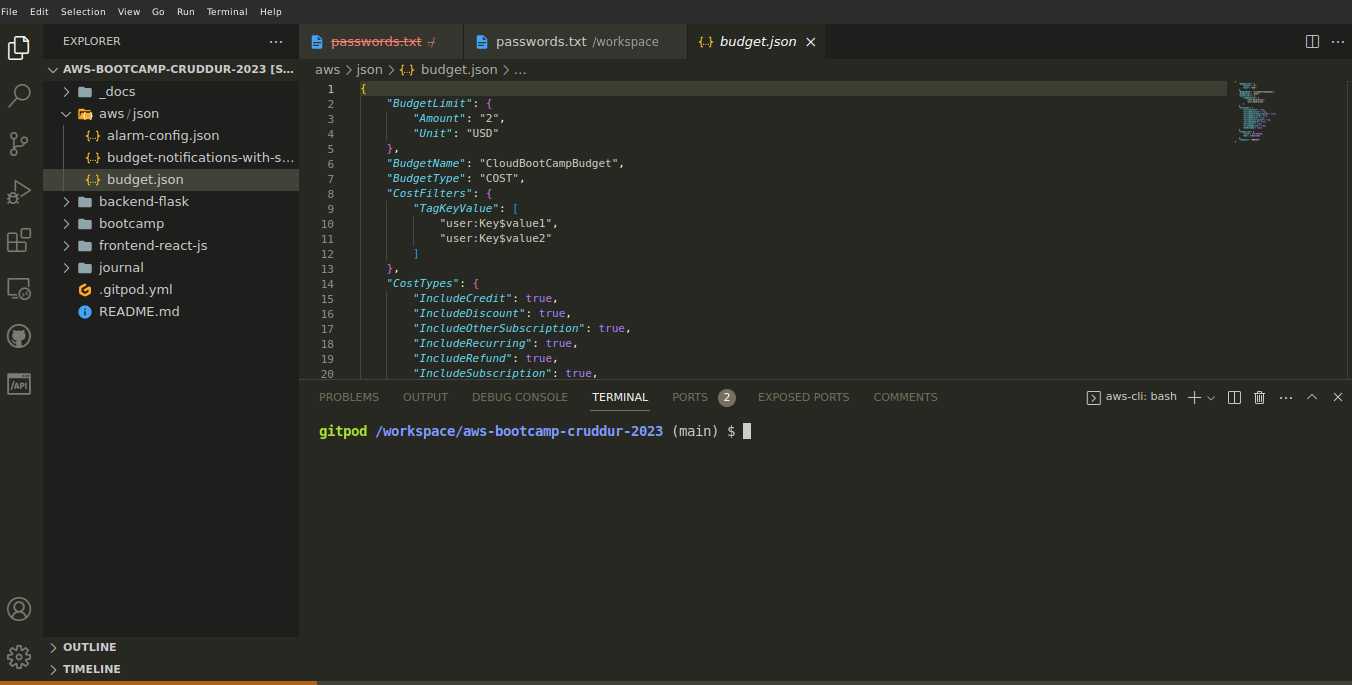 File Edit Selection View Go Run Terminal Help
EXPLORER
AWS-BOOTCAMP-CRUDDUR-2023 [S...
_docs
aws/json
alarm-config.json
budget-notifications-with-s...
budget.json
backend-flask
bootcamp
frontend-react-js
journal
.gitpod.yml
README.md
OUTLINE
TIMELINE
passwords.txt
passwords.txt /workspace
budget.json
aws > json > {..} budget.json > ...
1 {
2 "BudgetLimit": {
3 "Amount": "2",
4 "Unit": "USD"
5 },
6 "BudgetName": "CloudBootCampBudget",
7 "BudgetType": "COST",
8 "CostFilters": {
9 "TagKeyValue": [
10 "user:Key$value1",
11 "user:Key$value2"
12 ]
13 },
14 "CostTypes": {
15 "IncludeCredit": true,
16 "IncludeDiscount": true,
17 "IncludeOtherSubscription": true,
18 "IncludeRecurring": true,
19 "IncludeRefund": true,
20 "IncludeSubscription": true,
PROBLEMS OUTPUT DEBUG CONSOLE TERMINAL PORTS 2 EXPOSED PORTS COMMENTS
aws-cli: bash
gitpod /workspace/aws-bootcamp-cruddur-2023 (main) $
/API